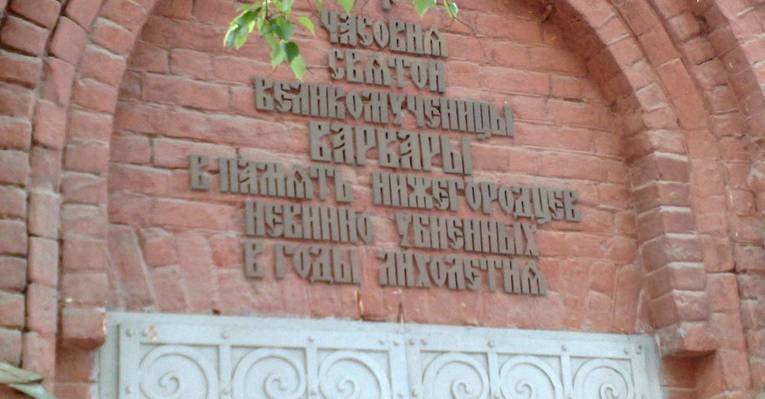 ЧАСОВНЯ
СВЯТОЙ
ВЕЛИКОМУЧЕНИЦЫ
ВАРВАРЫ
В ПАМЯТЬ НИЖЕГОРОДЦЕВ
НЕВИННО УБИЕННЫХ
В ГОДЫ ЛИХОЛЕТИЯ